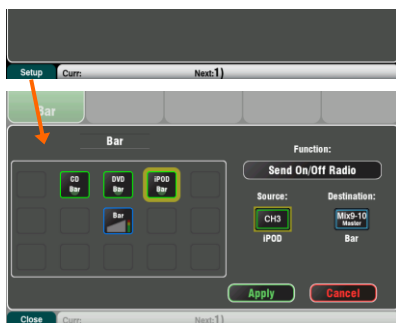 Setup Curr: Next:1)
Bar
Bar
Function:
Send On/Off Radio
CD
Bar
DVD
Bar
iPOD
Bar
Source: Destination:
Bar
CH3
Mix9-10
Master
iPOD Bar
Apply Cancel
Close Curr: Next:1)